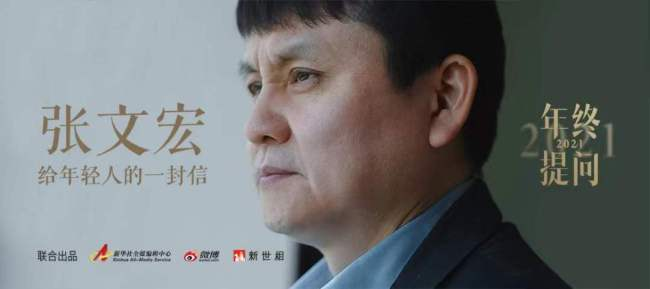 张文宏
给年轻人的一封信
年终
2021
提问
联合出品
新华社全媒编辑中心
Xinhua All-Media Service
微博
weibo.com
新世相